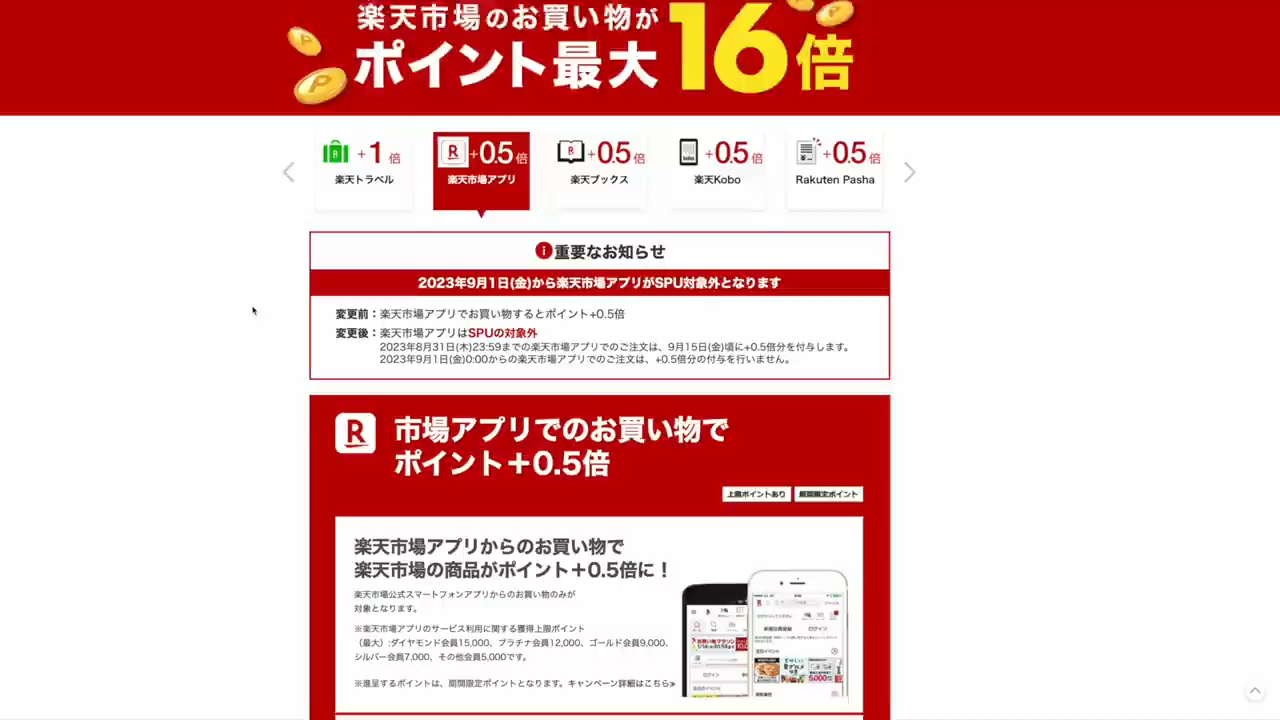 楽天市場のお買い物が
ポイント最大16倍
+1倍
楽天トラベル
+0.5倍
楽天市場アプリ
+0.5倍
楽天ブックス
+0.5倍
楽天Kobo
+0.5倍
Rakuten Pasha
重要なお知らせ
2023年9月1日(金)から楽天市場アプリがSPU対象外となります
変更前：楽天市場アプリでお買い物するとポイント+0.5倍
変更後：楽天市場アプリはSPUの対象外
2023年8月31日(木)23:59までの楽天市場アプリでのご注文は、9月15日(金)頃に+0.5倍分を付与します。
2023年9月1日(金)0:00からの楽天市場アプリでのご注文は、+0.5倍分の付与を行いません。
R
市場アプリでのお買い物で
ポイント＋0.5倍
上限ポイントあり
期間限定ポイント
楽天市場アプリからのお買い物で
楽天市場の商品がポイント＋0.5倍に！
楽天市場公式スマートフォンアプリからのお買い物のみが
対象となります。
※楽天市場アプリのサービス利用に関する獲得上限ポイント
（最大）:ダイヤモンド会員15,000、プラチナ会員12,000、ゴールド会員9,000、
シルバー会員7,000、その他会員5,000です。
※進呈するポイントは、期間限定ポイントとなります。キャンペーン詳細はこちら≫